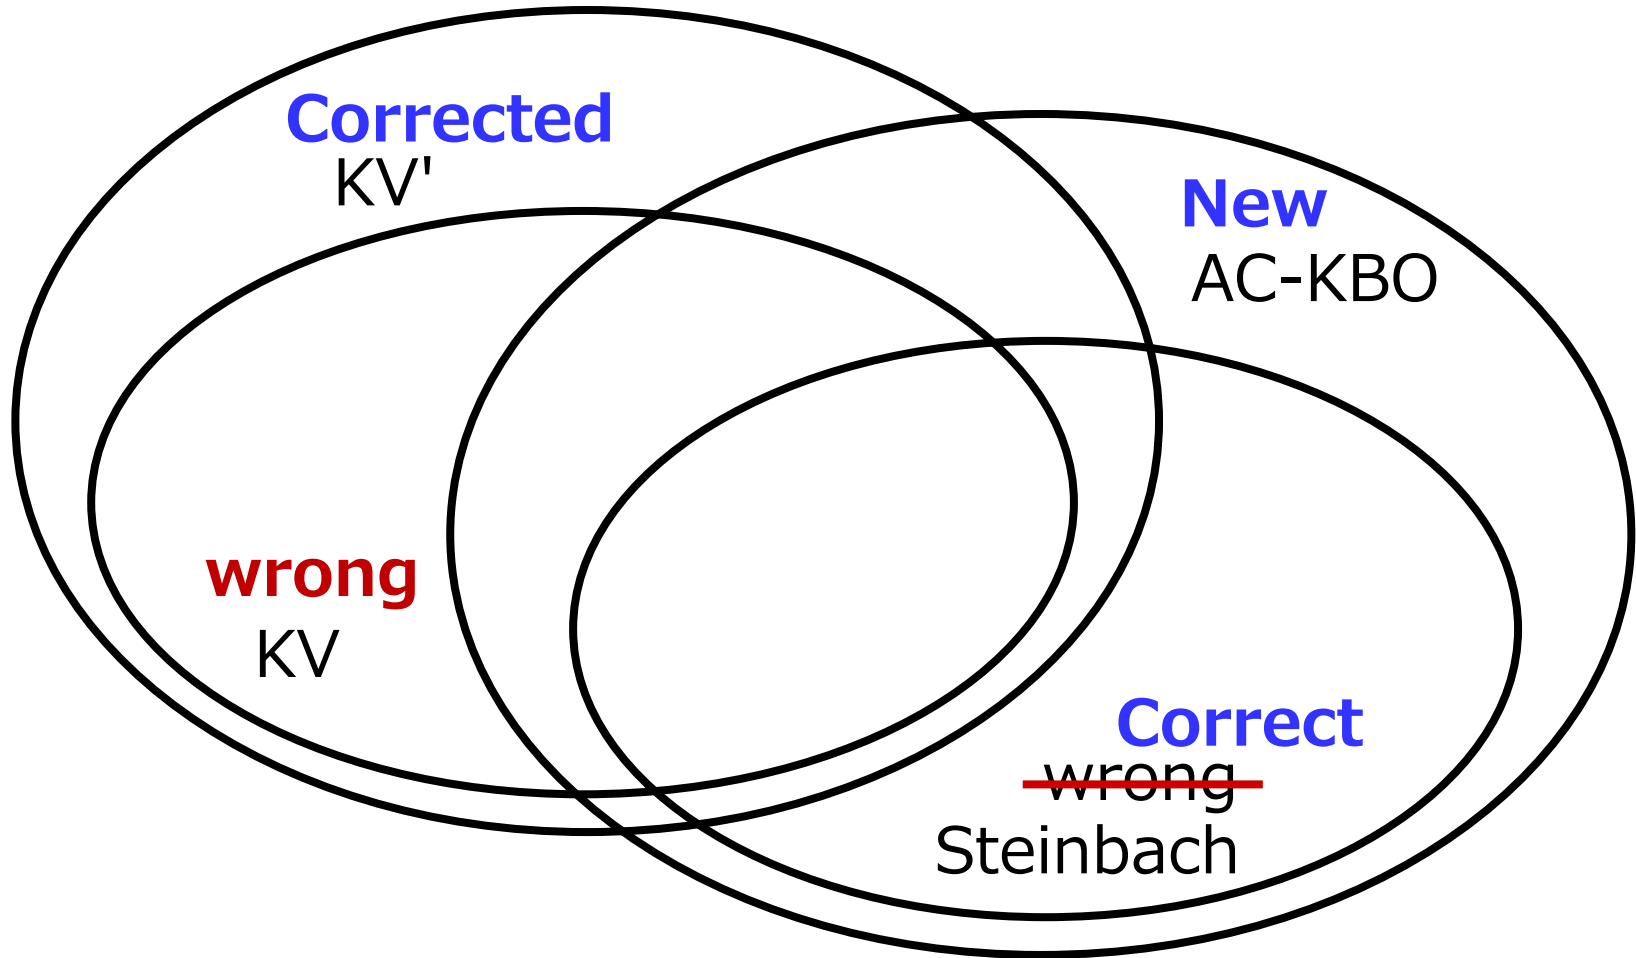 Corrected
KV'
New
AC-KBO
wrong
KV
Correct
wrong
Steinbach